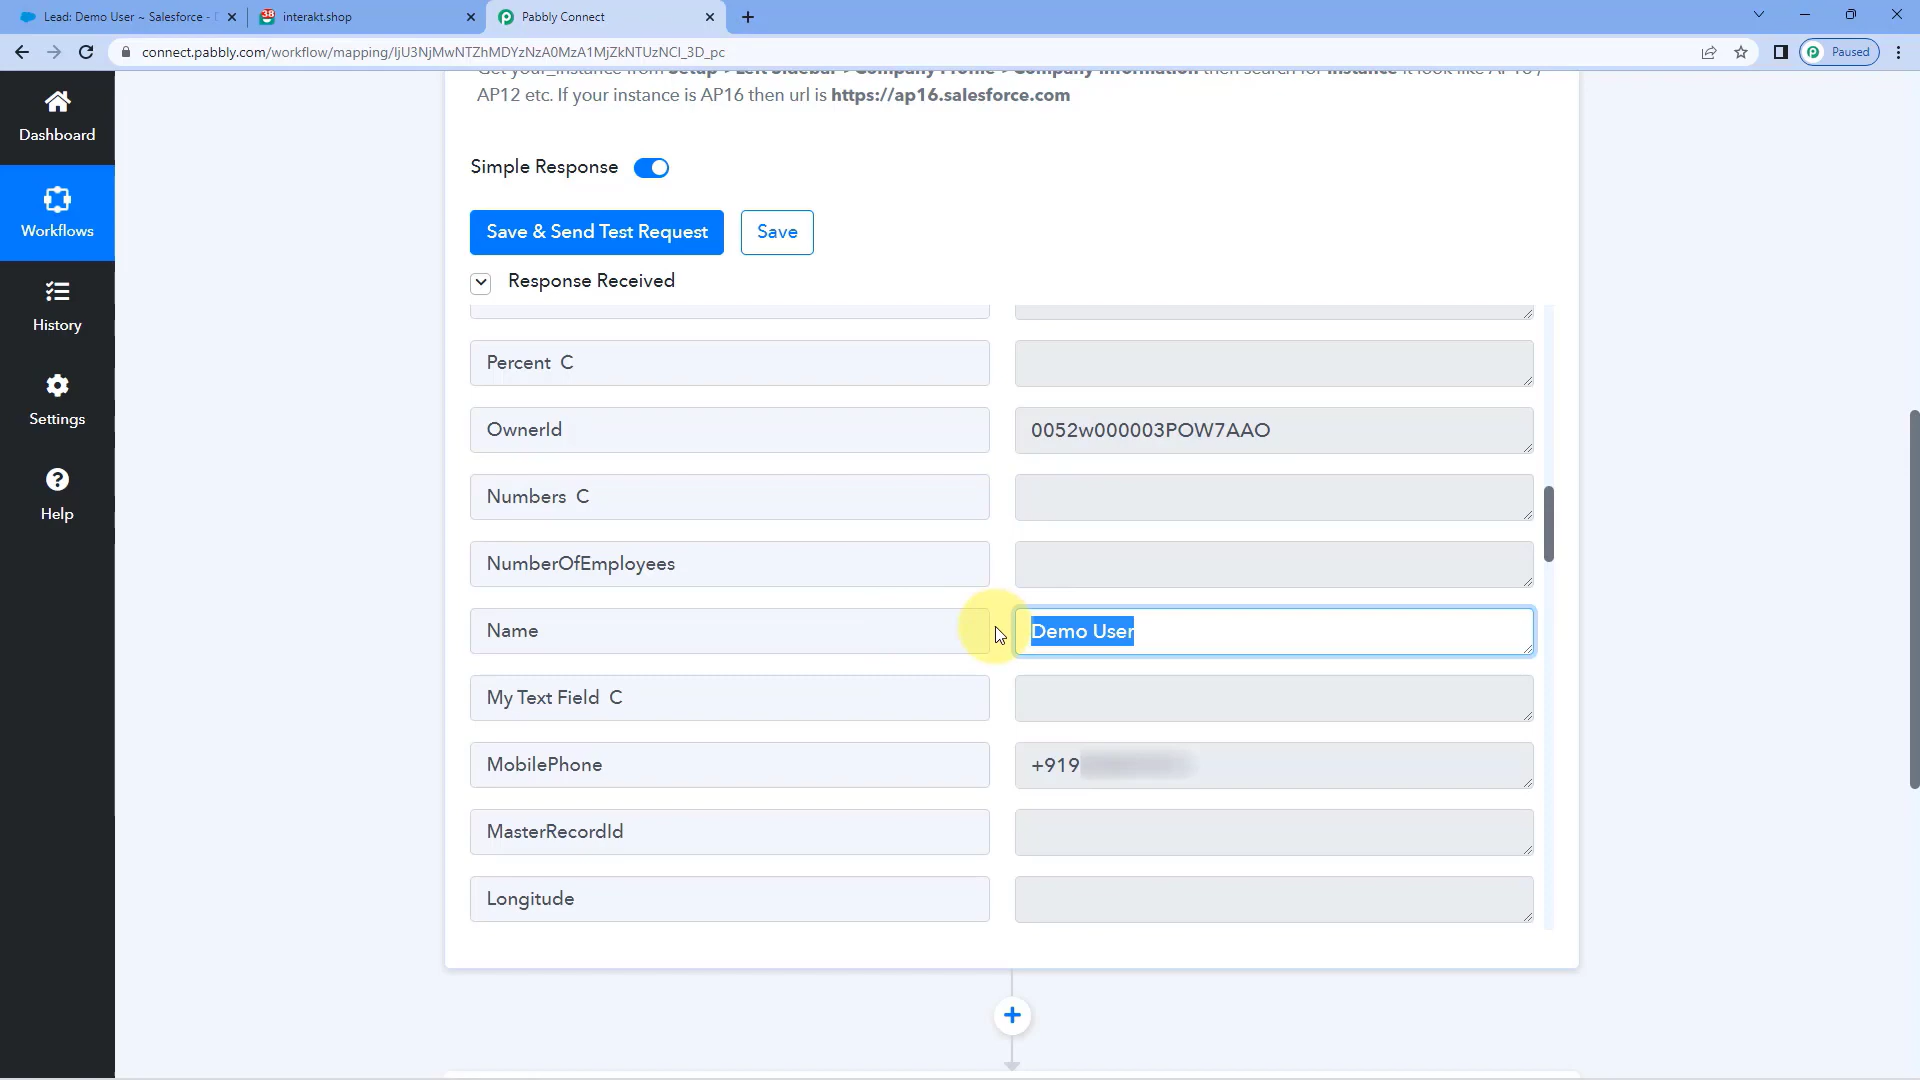 Lead: Demo User ~ Salesforce -
38
interakt.shop
Pabbly Connect
connect.pabbly.com/workflow/mapping/IjU3NjMwNTZhMDYzNzA0MzA1MjZkNTUzNCI_3D_pc
Paused
Dashboard
Workflows
History
Settings
Help
Get your_instance from Setup > Left Sidebar > Company Profile > Company Information then search for instance it look like AP16 /
AP12 etc. If your instance is AP16 then url is https://ap16.salesforce.com
Simple Response
Save & Send Test Request
Save
Response Received
Percent C
OwnerId
0052w000003POW7AAO
Numbers C
NumberOfEmployees
Name
Demo User
My Text Field C
MobilePhone
+919
MasterRecordId
Longitude